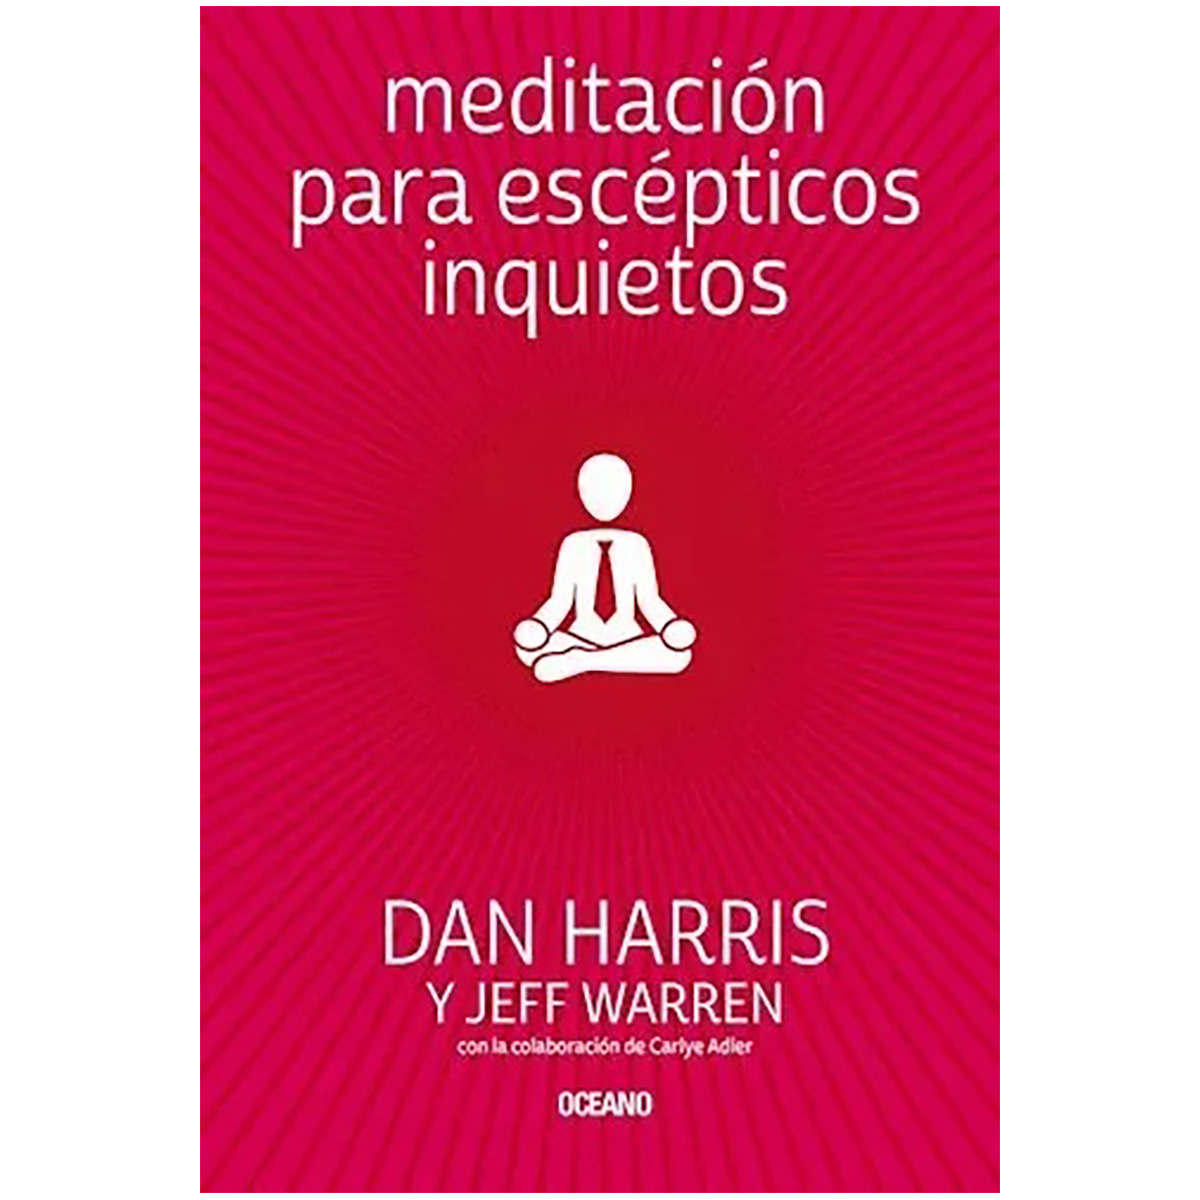 meditación
para escépticos
inquietos
DAN HARRIS
Y JEFF WARREN
con la colaboración de Carlye Adler
OCEANO